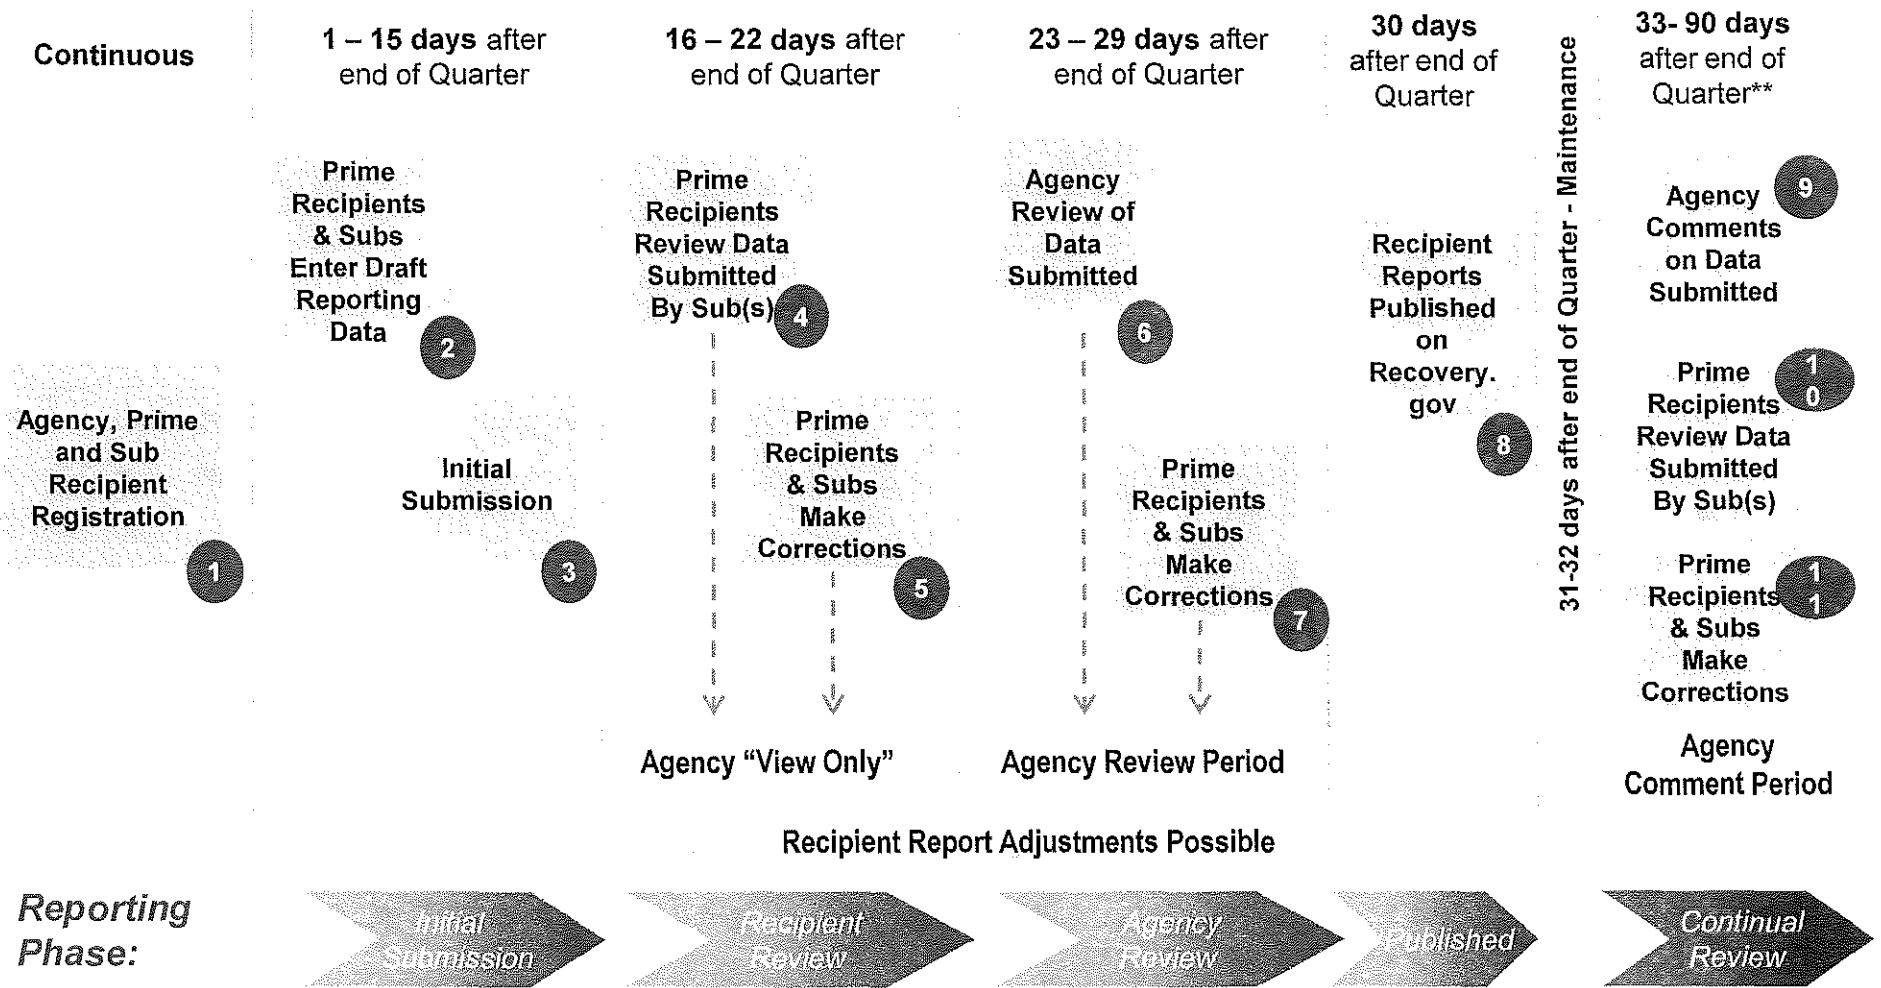 Continuous
1 – 15 days after
end of Quarter
16 – 22 days after
end of Quarter
23 – 29 days after
end of Quarter
30 days
after end of
Quarter
31-32 days after end of Quarter - Maintenance
33- 90 days
after end of
Quarter**
Agency, Prime
and Sub
Recipient
Registration
1
Prime
Recipients
& Subs
Enter Draft
Reporting
Data
2
Initial
Submission
3
Prime
Recipients
Review Data
Submitted
By Sub(s)
4
Prime
Recipients
& Subs
Make
Corrections
5
Agency
Review of
Data
Submitted
6
Prime
Recipients
& Subs
Make
Corrections
7
Recipient
Reports
Published
on
Recovery.
gov
8
Agency
Comments
on Data
Submitted
9
Prime
Recipients
Review Data
Submitted
By Sub(s)
1
0
Prime
Recipients
& Subs
Make
Corrections
1
1
Agency “View Only”
Agency Review Period
Agency
Comment Period
Recipient Report Adjustments Possible
Reporting
Phase:
Initial
Submission
Recipient
Review
Agency
Review
Published
Continual
Review